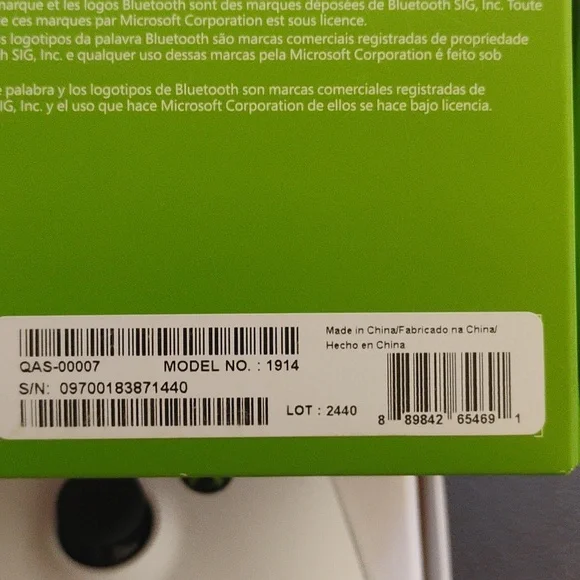 marque et les logos Bluetooth sont des marques déposées de Bluetooth SIG, Inc. Toute
e ces marques par Microsoft Corporation est sous licence.
s logotipos da palavra Bluetooth são marcas comerciais registradas de propriedade
h SIG, Inc. e qualquer uso dessas marcas pela Microsoft Corporation é feito sob
palabra y los logotipos de Bluetooth son marcas comerciales registradas de
SIG, Inc. y el uso que hace Microsoft Corporation de ellos se hace bajo licencia.
Made in China/Fabricado na China/
Hecho en China
QAS-00007 MODEL NO. : 1914
S/N: 09700183871440
LOT : 2440
8 89842 65469 1